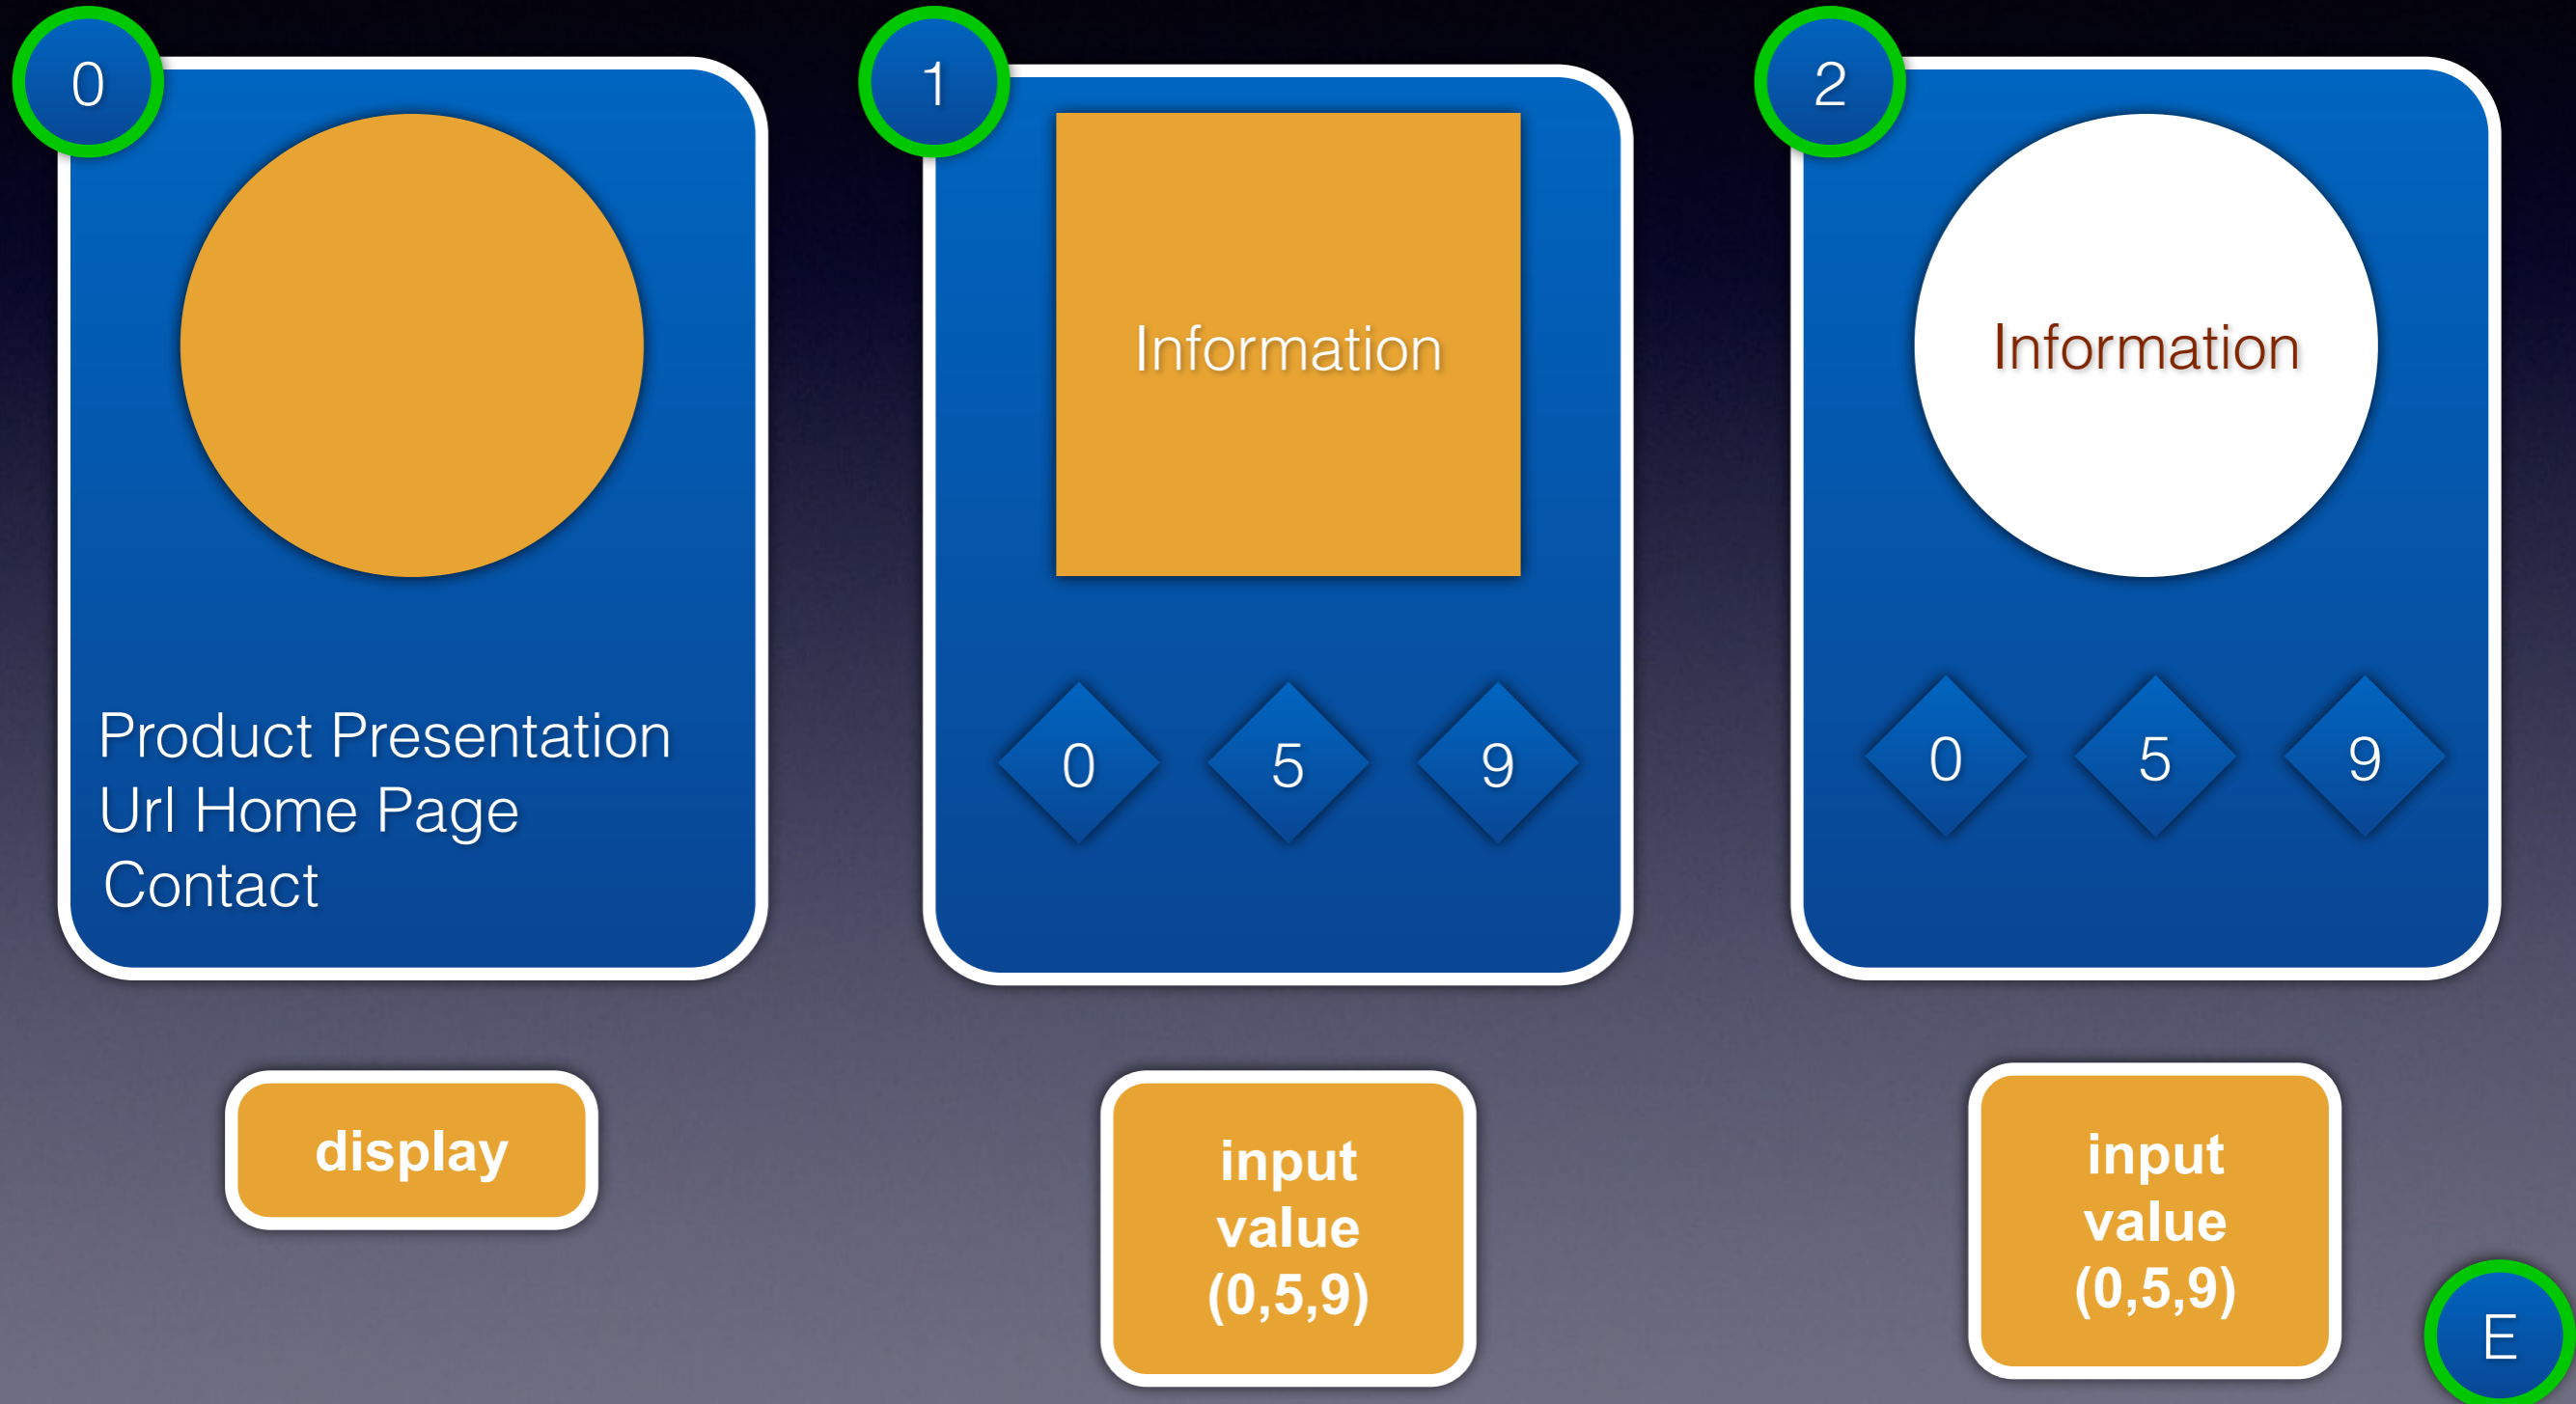 0
Product Presentation
Url Home Page
Contact
display
1
Information
0 5 9
input
value
(0,5,9)
2
Information
0 5 9
input
value
(0,5,9)
E